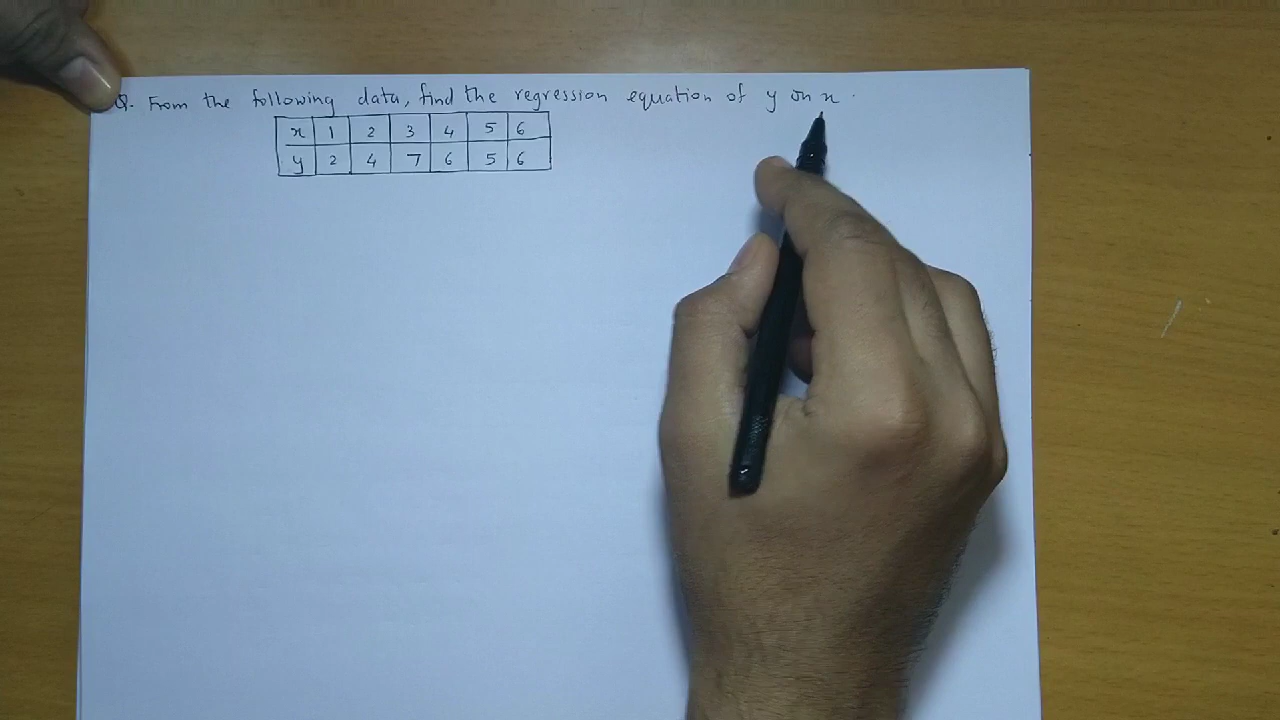 Q. From the following data, find the regression equation of y on x.
x 1 2 3 4 5 6
y 2 4 7 6 5 6